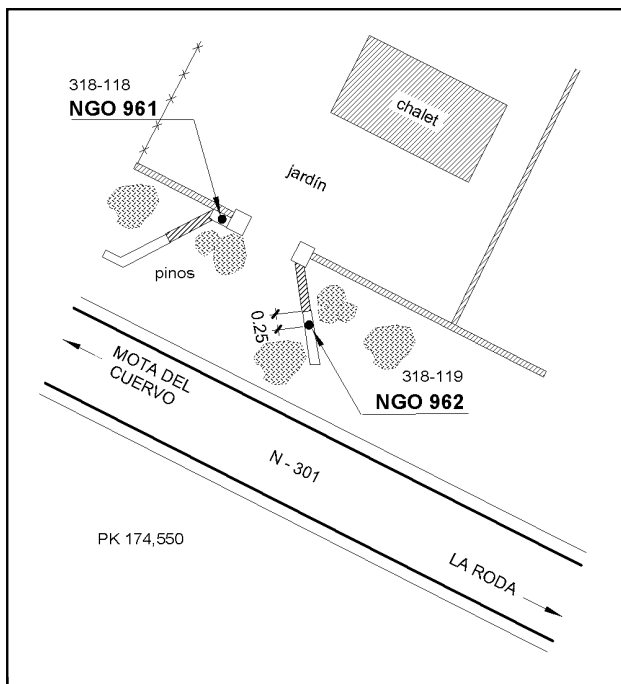 318-118
NGO 961
chalet
jardín
pinos
0.25
318-119
NGO 962
MOTA DEL
CUERVO
N - 301
PK 174,550
LA RODA